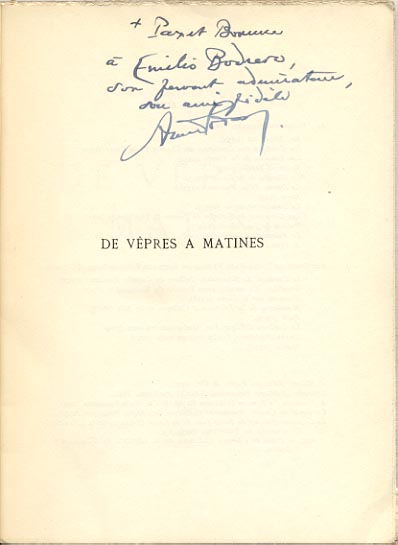 + Pax et Bonum
à Emilio Bodrero,
son fervent admirateur,
son ami fidèle
DE VÊPRES A MATINES